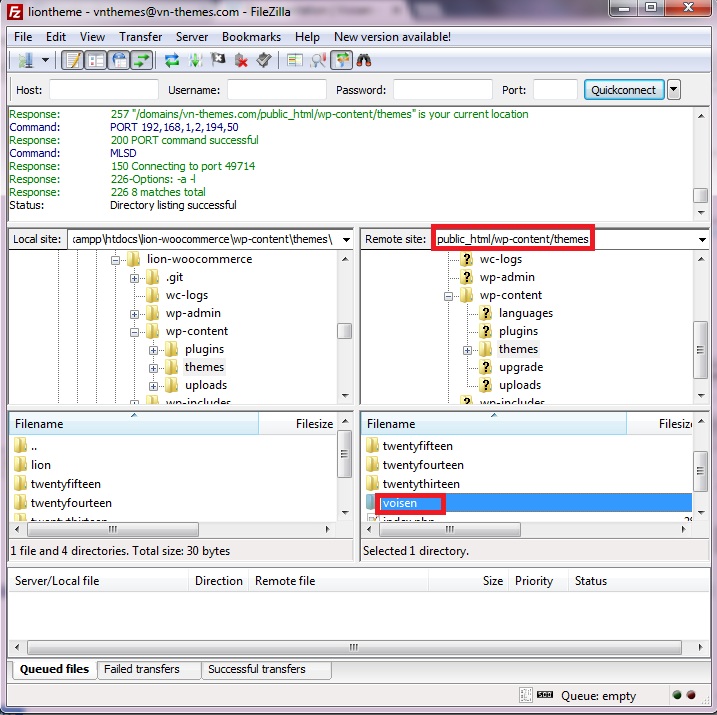 liontheme - vnthemes@vn-themes.com - FileZilla
File Edit View Transfer Server Bookmarks Help New version available!
Host: Username: Password: Port: Quickconnect
Response: 257 "/domains/vn-themes.com/public_html/wp-content/themes" is your current location
Command: PORT 192,168,1,2,194,50
Response: 200 PORT command successful
Command: MLSD
Response: 150 Connecting to port 49714
Response: 226-Options: -a -l
Response: 226 8 matches total
Status: Directory listing successful
Local site: :ampp\htdocs\lion-woocommerce\wp-content\themes\
lion-woocommerce
.git
wc-logs
wp-admin
wp-content
plugins
themes
uploads
wp-includes
Remote site: public_html/wp-content/themes
wc-logs
wp-admin
wp-content
languages
plugins
themes
upgrade
uploads
wp-includes
Filename Filesize
..
lion
twentyfifteen
twentyfourteen
twentythirteen
1 file and 4 directories. Total size: 30 bytes
Filename Filesiz
twentyfifteen
twentyfourteen
twentythirteen
voisen
index.php
Selected 1 directory.
Server/Local file Direction Remote file Size Priority Status
Queued files Failed transfers Successful transfers
Queue: empty